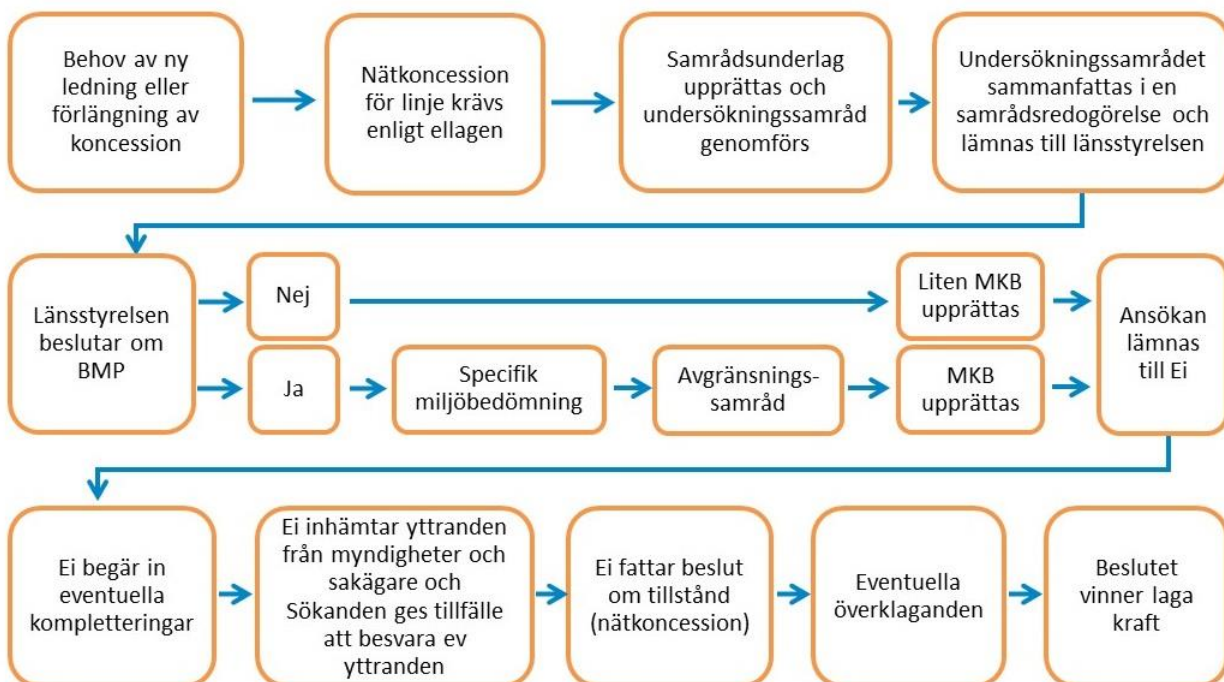 Behov av ny
ledning eller
förlängning av
koncession
Nätkoncession
för linje krävs
enligt ellagen
Samrådsunderlag
upprättas och
undersökningssamråd
genomförs
Undersökningssamrådet
sammanfattas i en
samrådsredogörelse och
lämnas till länsstyrelsen
Länsstyrelsen
beslutar om
BMP
Nej
Liten MKB
upprättas
Ja
Specifik
miljöbedömning
Avgränsnings-
samråd
MKB
upprättas
Ansökan
lämnas
till Ei
Ei begär in
eventuella
kompletteringar
Ei inhämtar yttranden
från myndigheter och
sakägare och
Sökanden ges tillfälle
att besvara ev
yttranden
Ei fattar beslut
om tillstånd
(nätkoncession)
Eventuella
överklaganden
Beslutet
vinner laga
kraft